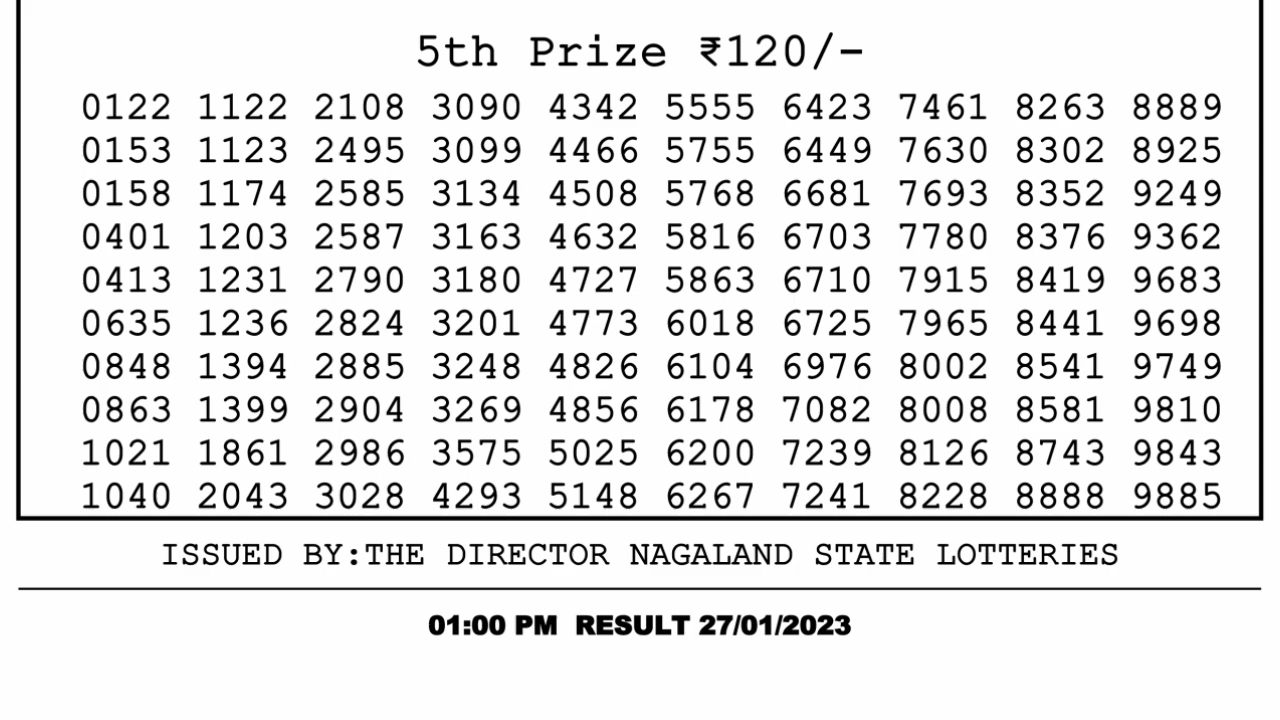 5th Prize ₹120/-
0122 1122 2108 3090 4342 5555 6423 7461 8263 8889
0153 1123 2495 3099 4466 5755 6449 7630 8302 8925
0158 1174 2585 3134 4508 5768 6681 7693 8352 9249
0401 1203 2587 3163 4632 5816 6703 7780 8376 9362
0413 1231 2790 3180 4727 5863 6710 7915 8419 9683
0635 1236 2824 3201 4773 6018 6725 7965 8441 9698
0848 1394 2885 3248 4826 6104 6976 8002 8541 9749
0863 1399 2904 3269 4856 6178 7082 8008 8581 9810
1021 1861 2986 3575 5025 6200 7239 8126 8743 9843
1040 2043 3028 4293 5148 6267 7241 8228 8888 9885
ISSUED BY:THE DIRECTOR NAGALAND STATE LOTTERIES
01:00 PM RESULT 27/01/2023